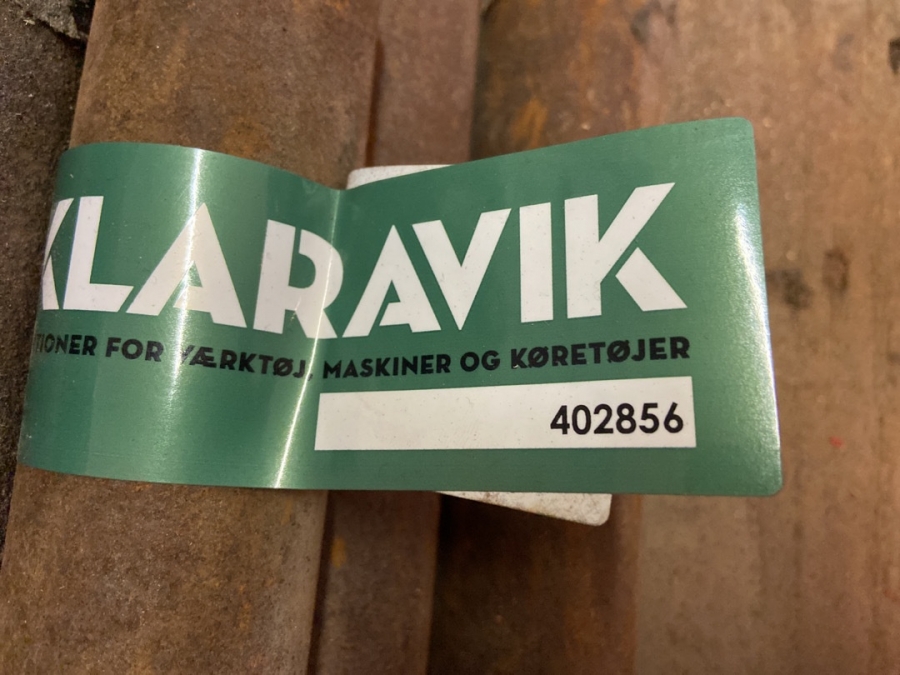 KLARAVIK
TIONER FOR VÆRKTØJ, MASKINER OG KØRETØJER
402856